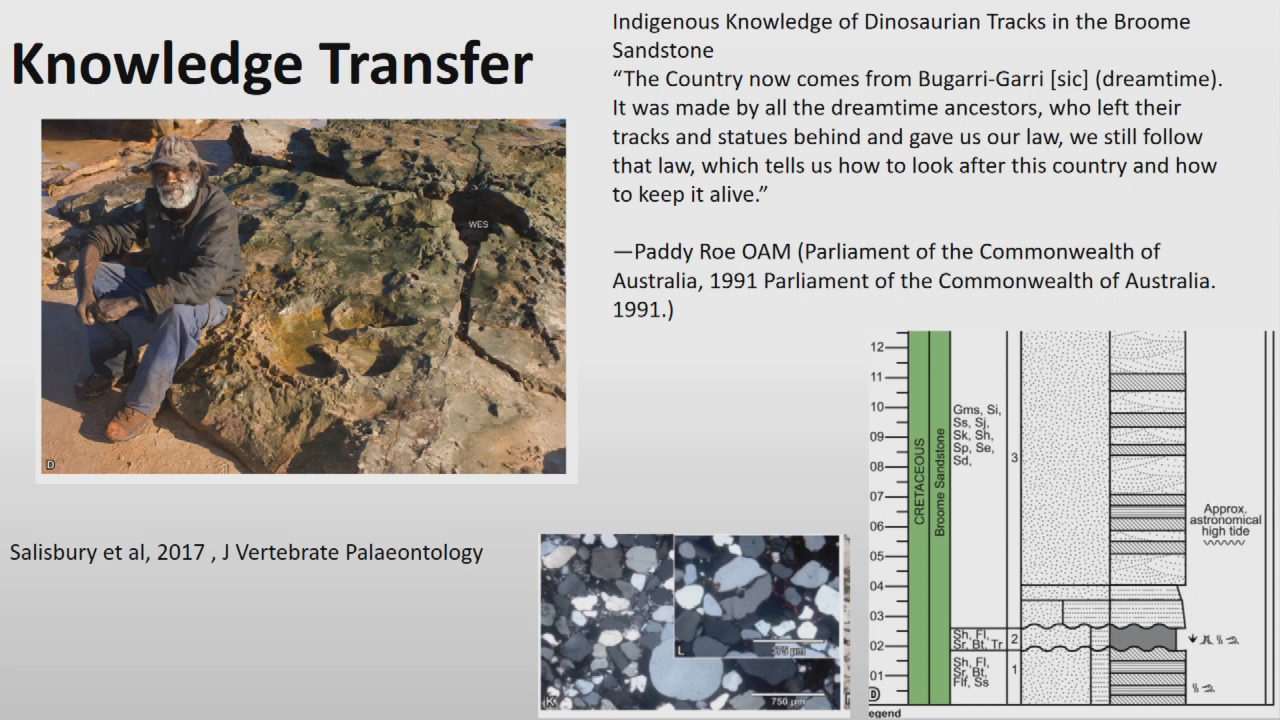 Knowledge Transfer
Indigenous Knowledge of Dinosaurian Tracks in the Broome
Sandstone
“The Country now comes from Bugarri-Garri [sic] (dreamtime).
It was made by all the dreamtime ancestors, who left their
tracks and statues behind and gave us our law, we still follow
that law, which tells us how to look after this country and how
to keep it alive.”
—Paddy Roe OAM (Parliament of the Commonwealth of
Australia, 1991 Parliament of the Commonwealth of Australia.
1991.)
WES
D
Salisbury et al, 2017 , J Vertebrate Palaeontology
K
L
75 µm
750 µm
12
11
10
09
08
07
06
05
04
03
02
01
CRETACEOUS
Broome Sandstone
Gms, Si,
Ss, Sj,
Sk, Sh,
Sp, Se,
Sd,
3
Sh, Fl,
Sr, Bt, Tr
2
Sh, Fl,
Sr, Bt,
Flf, Ss
1
Approx.
astronomical
high tide
D
egend